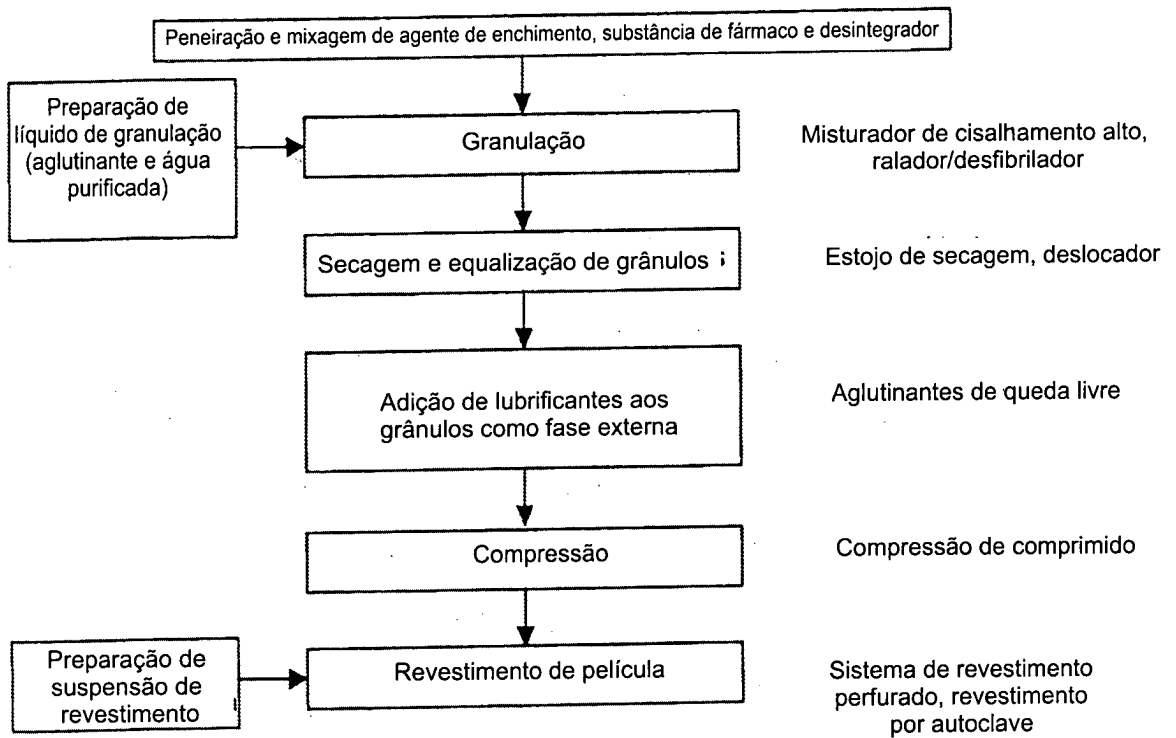 Peneiração e mixagem de agente de enchimento, substância de fármaco e desintegrador
Preparação de
líquido de granulação
(aglutinante e água
purificada)
Granulação
Misturador de cisalhamento alto,
ralador/desfibrilador
Secagem e equalização de grânulos
Estojo de secagem, deslocador
Adição de lubrificantes aos
grânulos como fase externa
Aglutinantes de queda livre
Compressão
Compressão de comprimido
Preparação de
suspensão de
revestimento
Revestimento de película
Sistema de revestimento
perfurado, revestimento
por autoclave